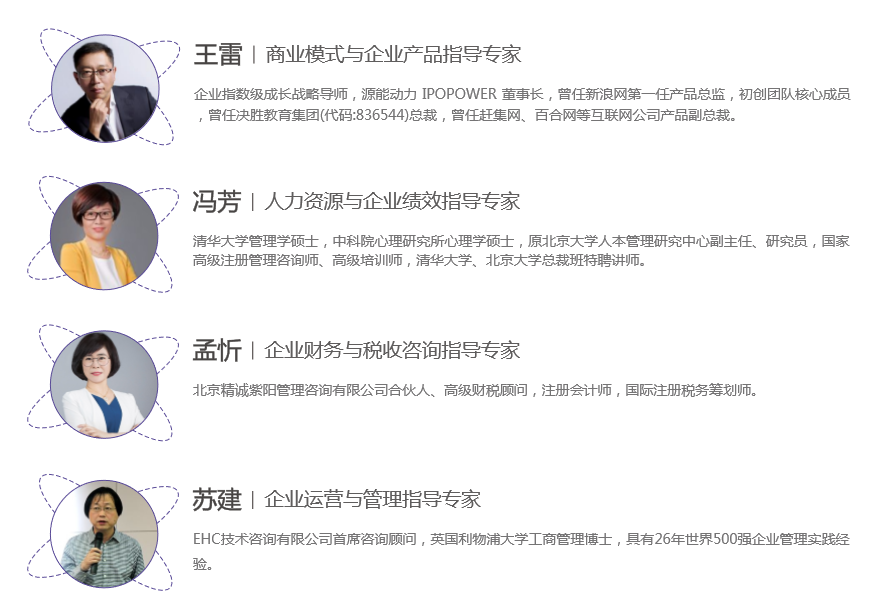 王雷 | 商业模式与企业产品指导专家
企业指数级成长战略导师，源能动力 IPOPOWER 董事长，曾任新浪网第一任产品总监，初创团队核心成员
，曾任决胜教育集团(代码:836544)总裁，曾任赶集网、百合网等互联网公司产品副总裁。
冯芳 | 人力资源与企业绩效指导专家
清华大学管理学硕士，中科院心理研究所心理学硕士，原北京大学人本管理研究中心副主任、研究员，国家
高级注册管理咨询师、高级培训师，清华大学、北京大学总裁班特聘讲师。
孟忻 | 企业财务与税收咨询指导专家
北京精诚紫阳管理咨询有限公司合伙人、高级财税顾问，注册会计师，国际注册税务筹划师。
苏建 | 企业运营与管理指导专家
EHC技术咨询有限公司首席咨询顾问，英国利物浦大学工商管理博士，具有26年世界500强企业管理实践经
验。